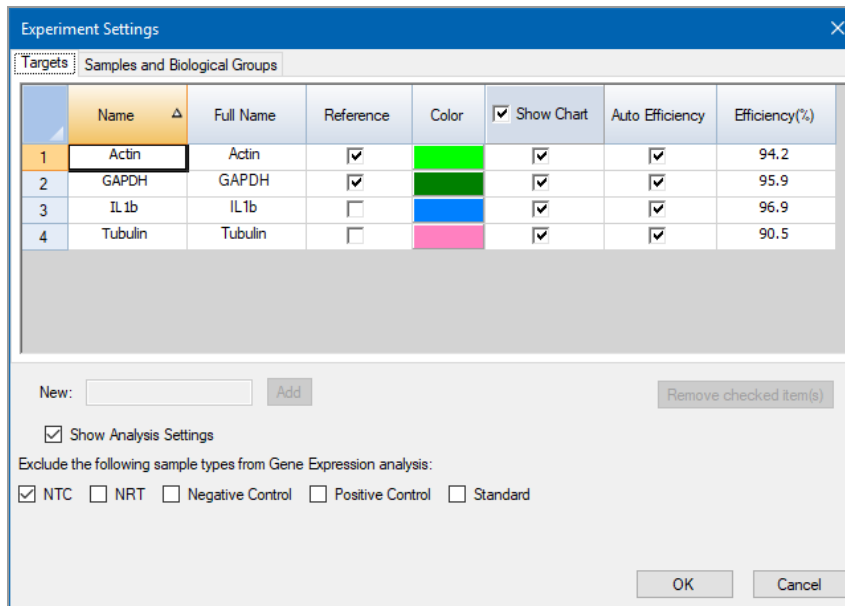 Experiment Settings
Targets Samples and Biological Groups
Name Full Name Reference Color Show Chart Auto Efficiency Efficiency(%)
1 Actin Actin 94.2
2 GAPDH GAPDH 95.9
3 IL1b IL1b 96.9
4 Tubulin Tubulin 90.5
New: Add Remove checked item(s)
Show Analysis Settings
Exclude the following sample types from Gene Expression analysis:
NTC NRT Negative Control Positive Control Standard
OK Cancel